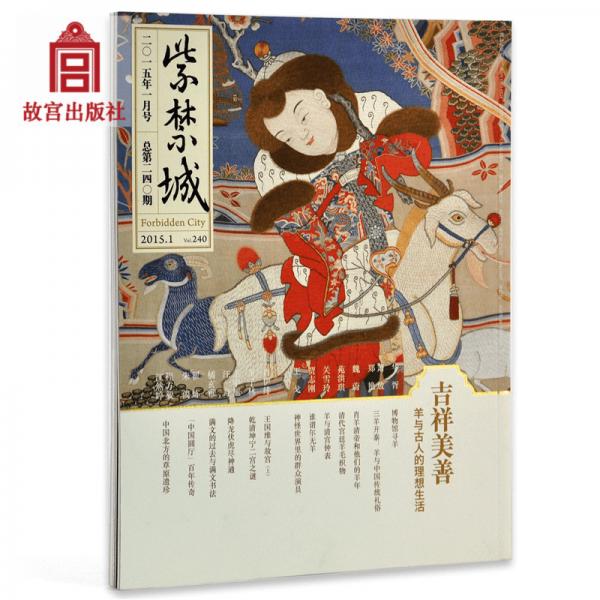 故宫出版社
紫禁城
二〇一五年一月号 总第二四〇期
Forbidden City
2015.1 Vol.240
吉祥美善
羊与古人的理想生活
博物馆寻羊
三羊开泰：羊与中国传统礼俗
肖羊清帝和他们的羊年
清代宫廷羊毛织物
羊与清宫钟表
谁谓尔无羊
神怪世界里的群众演员
王国维与故宫（上）
乾清坤宁二宫之谜
降龙伏虎尽神通
满文的过去与满文书法
「中国圆厅」百年传奇
中国北方的草原遗珍
魏蔚
苑洪琪
关雪玲
贾志刚